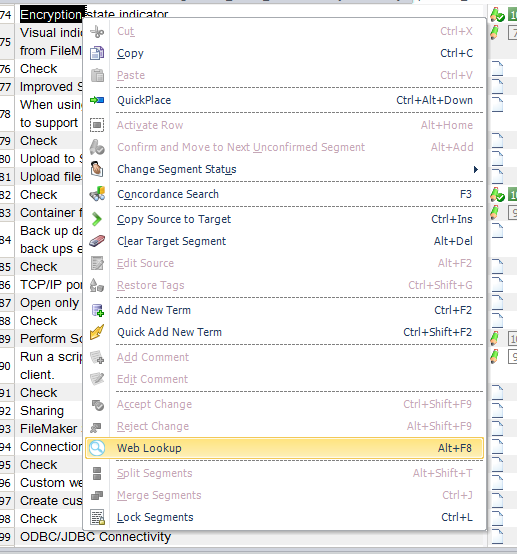 74 Encryption state indicator
75 Visual indi
from FileM
76 Check
77 Improved S
78 When using
to support
79 Check
80 Upload to S
81 Upload files
82 Check
83 Container f
84 Back up da
back ups e
85 Check
86 TCP/IP por
87 Open only
88 Check
89 Perform Sc
90 Run a scrip
client.
91 Check
92 Sharing
93 FileMaker
94 Connection
95 Check
96 Custom we
97 Create cus
98 Check
99 ODBC/JDBC Connectivity
Cut Ctrl+X
Copy Ctrl+C
Paste Ctrl+V
QuickPlace Ctrl+Alt+Down
Activate Row Alt+Home
Confirm and Move to Next Unconfirmed Segment Alt+Add
Change Segment Status
Concordance Search F3
Copy Source to Target Ctrl+Ins
Clear Target Segment Alt+Del
Edit Source Alt+F2
Restore Tags Ctrl+Shift+G
Add New Term Ctrl+F2
Quick Add New Term Ctrl+Shift+F2
Add Comment
Edit Comment
Accept Change Ctrl+Shift+F9
Reject Change Alt+Shift+F9
Web Lookup Alt+F8
Split Segments Alt+Shift+T
Merge Segments Ctrl+J
Lock Segments Ctrl+L